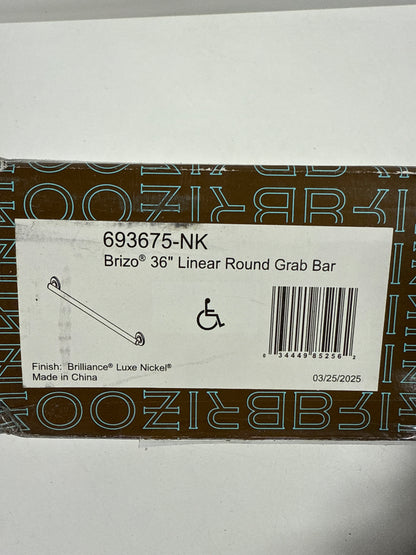 693675-NK
Brizo® 36" Linear Round Grab Bar
0 34449 85256 2
Finish: Brilliance® Luxe Nickel®
Made in China
03/25/2025
BRIZO